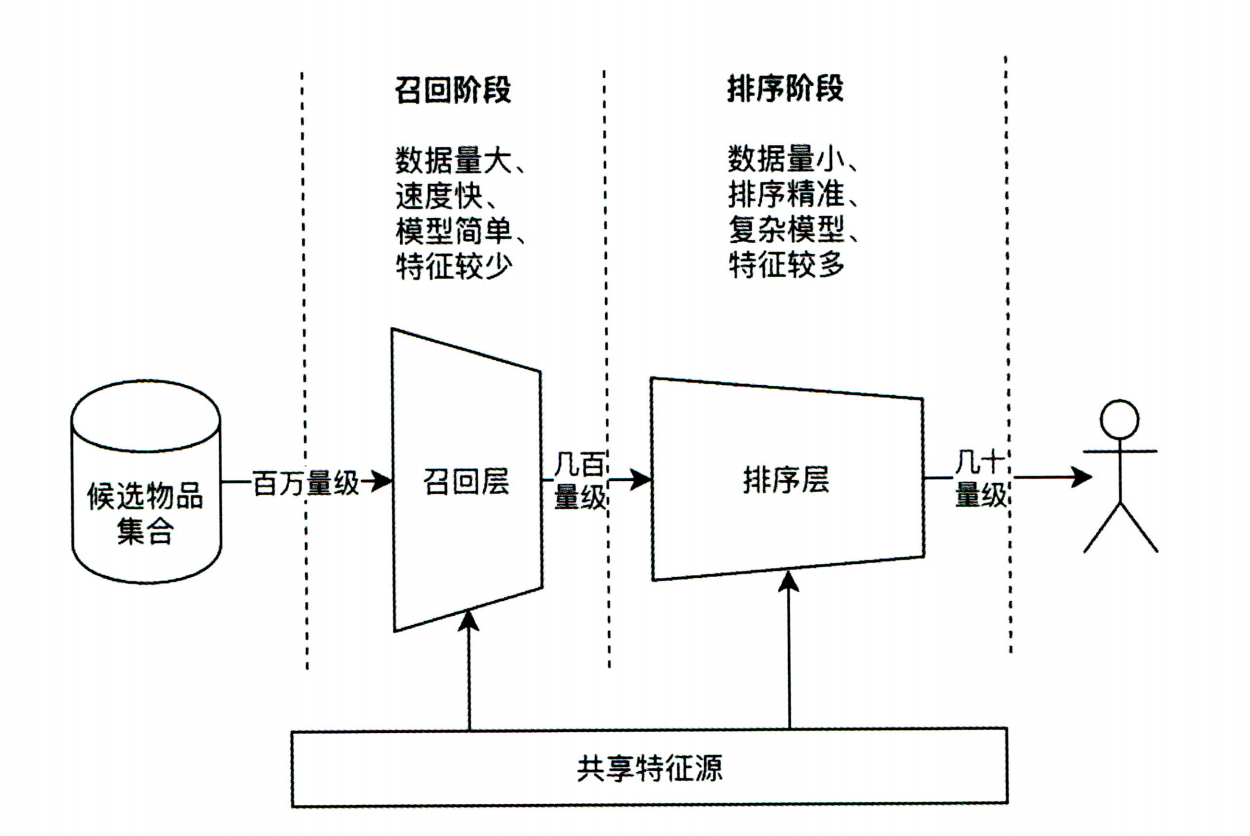 召回阶段
数据量大、
速度快、
模型简单、
特征较少
排序阶段
数据量小、
排序精准、
复杂模型、
特征较多
候选物品
集合
百万量级
召回层
几百
量级
排序层
几十
量级
共享特征源